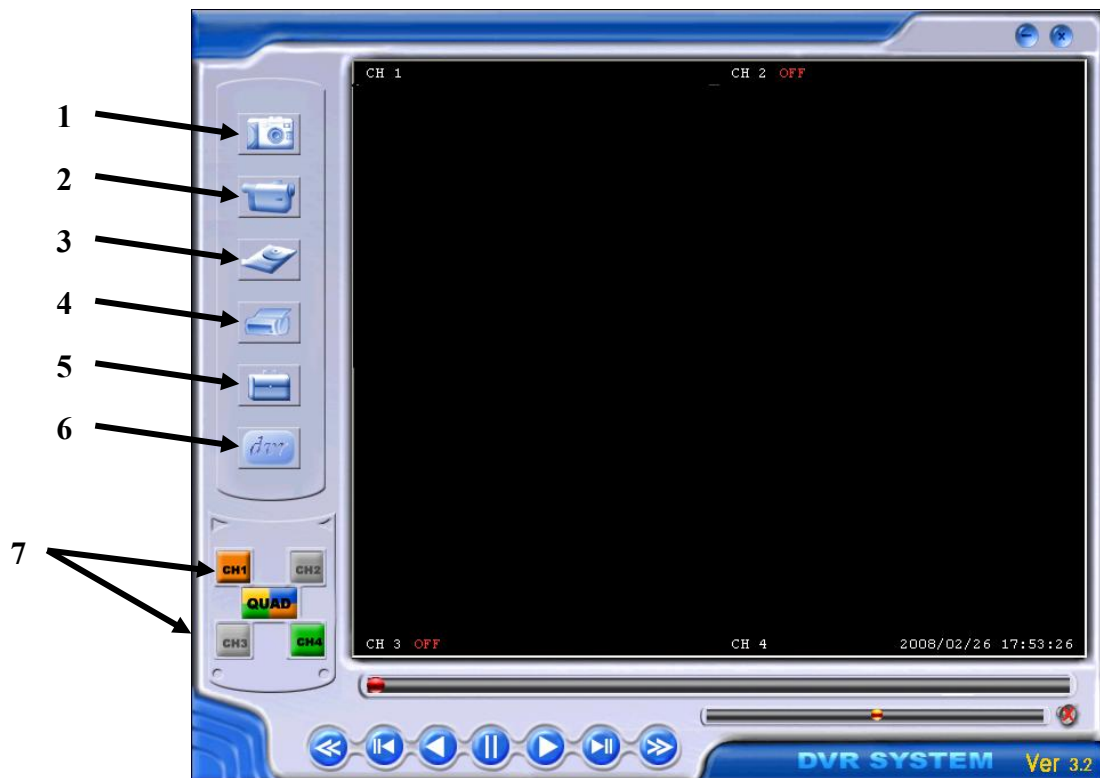 CH 1
CH 2 OFF
1
2
3
4
5
6
dvr
7
CH1
CH2
QUAD
CH3
CH4
CH 3 OFF
CH 4
2008/02/26 17:53:26
DVR SYSTEM
Ver 3.2